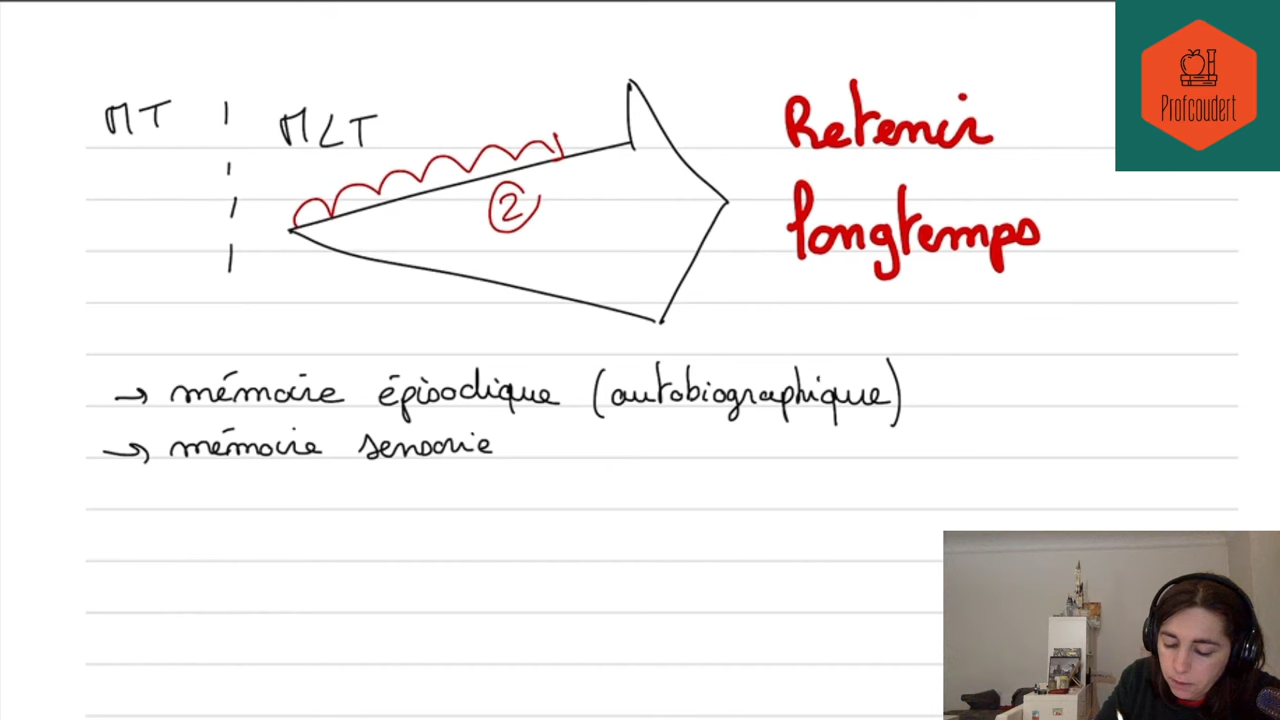 MT
MLT
Retenir
longtemps
2
→ mémoire épisodique (autobiographique)
→ mémoire sensorie
Profcoudert